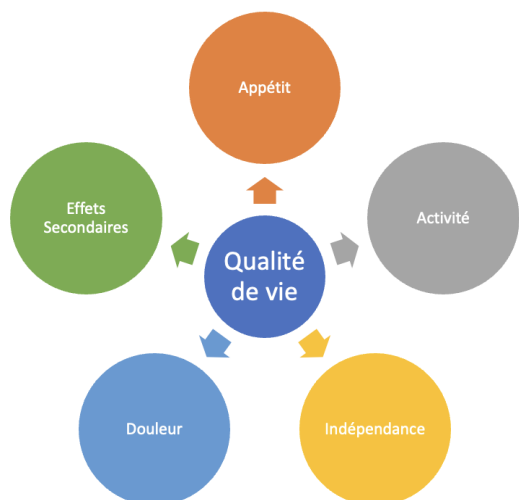 Appétit
Effets
Secondaires
Activité
Qualité
de vie
Douleur
Indépendance